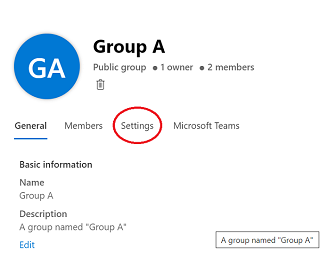 GA
Group A
Public group • 1 owner • 2 members
General Members Settings Microsoft Teams
Basic information
Name
Group A
Description
A group named "Group A"
Edit
A group named "Group A"